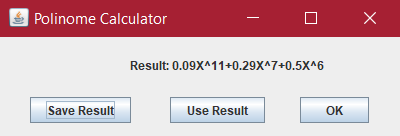 Polinome Calculator
Result: 0.09X^11+0.29X^7+0.5X^6
Save Result Use Result OK